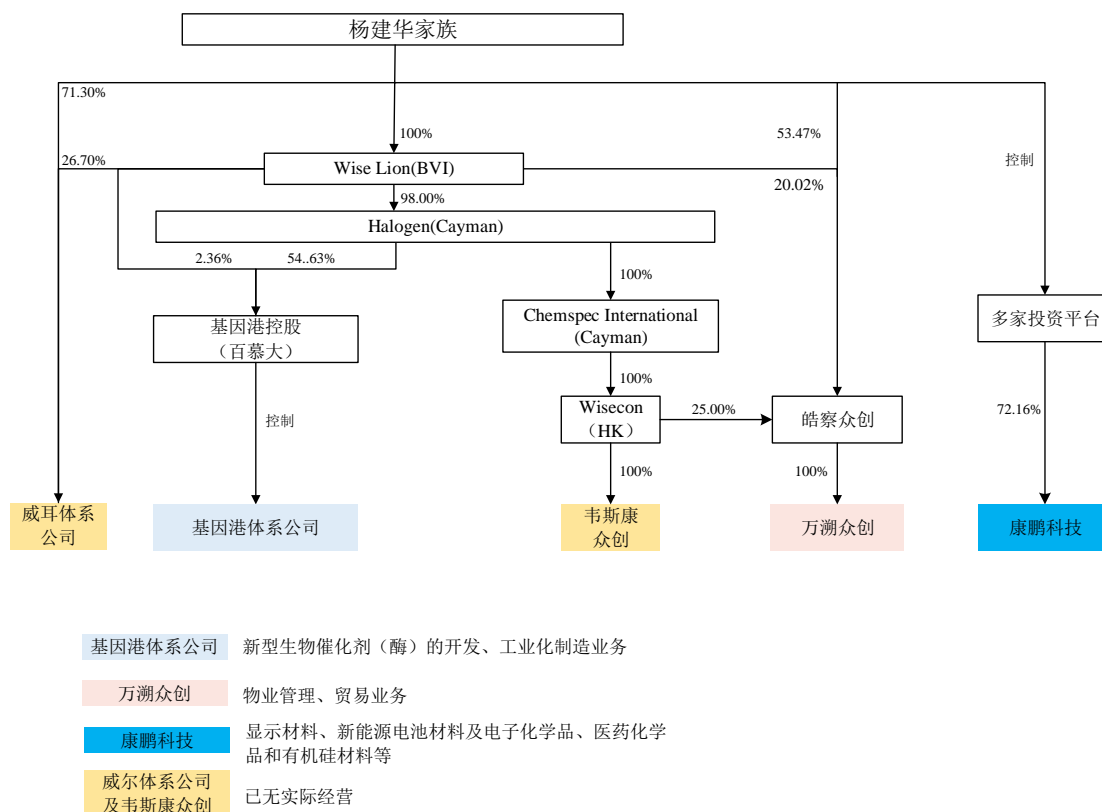 杨建华家族
71.30%
100%
53.47%
26.70%
Wise Lion(BVI)
控制
20.02%
98.00%
Halogen(Cayman)
2.36%
54..63%
100%
基因港控股
（百慕大）
Chemspec International
(Cayman)
多家投资平台
100%
控制
Wisecon
（HK）
25.00%
皓察众创
72.16%
100%
100%
威耳体系
公司
基因港体系公司
韦斯康
众创
万溯众创
康鹏科技
基因港体系公司
新型生物催化剂（酶）的开发、工业化制造业务
万溯众创
物业管理、贸易业务
康鹏科技
显示材料、新能源电池材料及电子化学品、医药化学
品和有机硅材料等
威尔体系公司
及韦斯康众创
已无实际经营